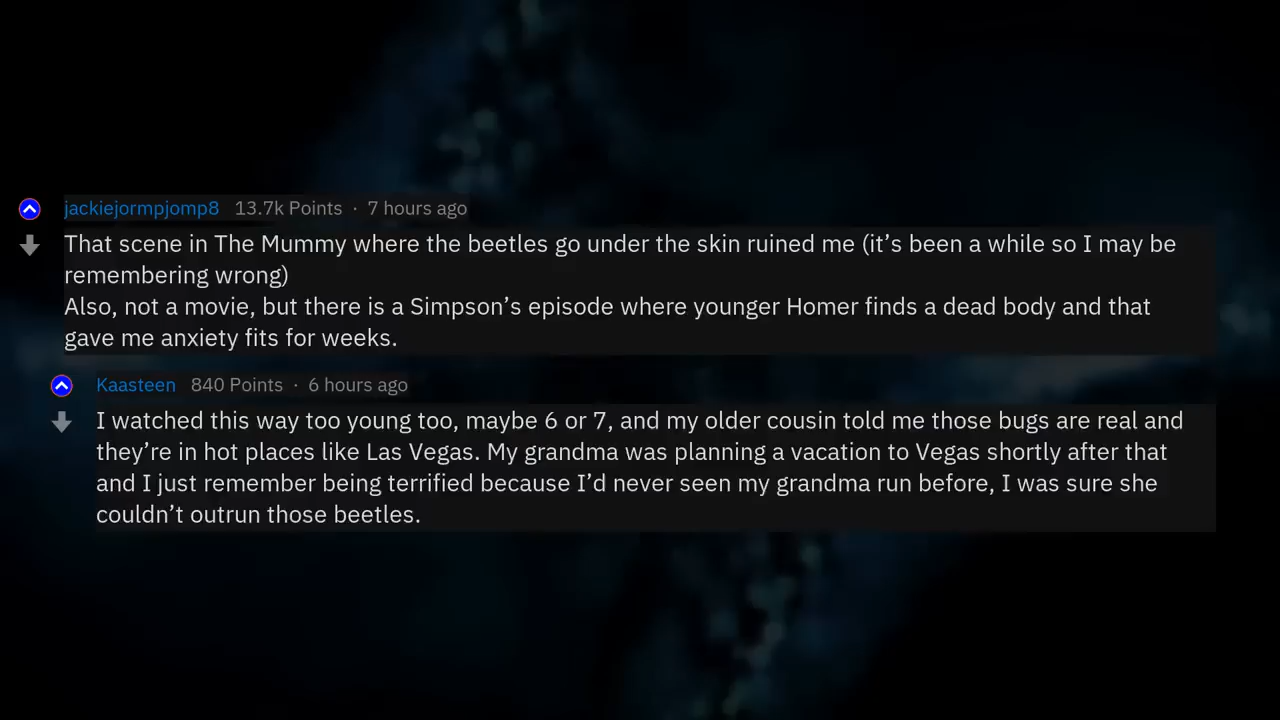 jackiejormpjomp8 13.7k Points · 7 hours ago
That scene in The Mummy where the beetles go under the skin ruined me (it’s been a while so I may be
remembering wrong)
Also, not a movie, but there is a Simpson’s episode where younger Homer finds a dead body and that
gave me anxiety fits for weeks.
Kaasteen 840 Points · 6 hours ago
I watched this way too young too, maybe 6 or 7, and my older cousin told me those bugs are real and
they’re in hot places like Las Vegas. My grandma was planning a vacation to Vegas shortly after that
and I just remember being terrified because I’d never seen my grandma run before, I was sure she
couldn’t outrun those beetles.